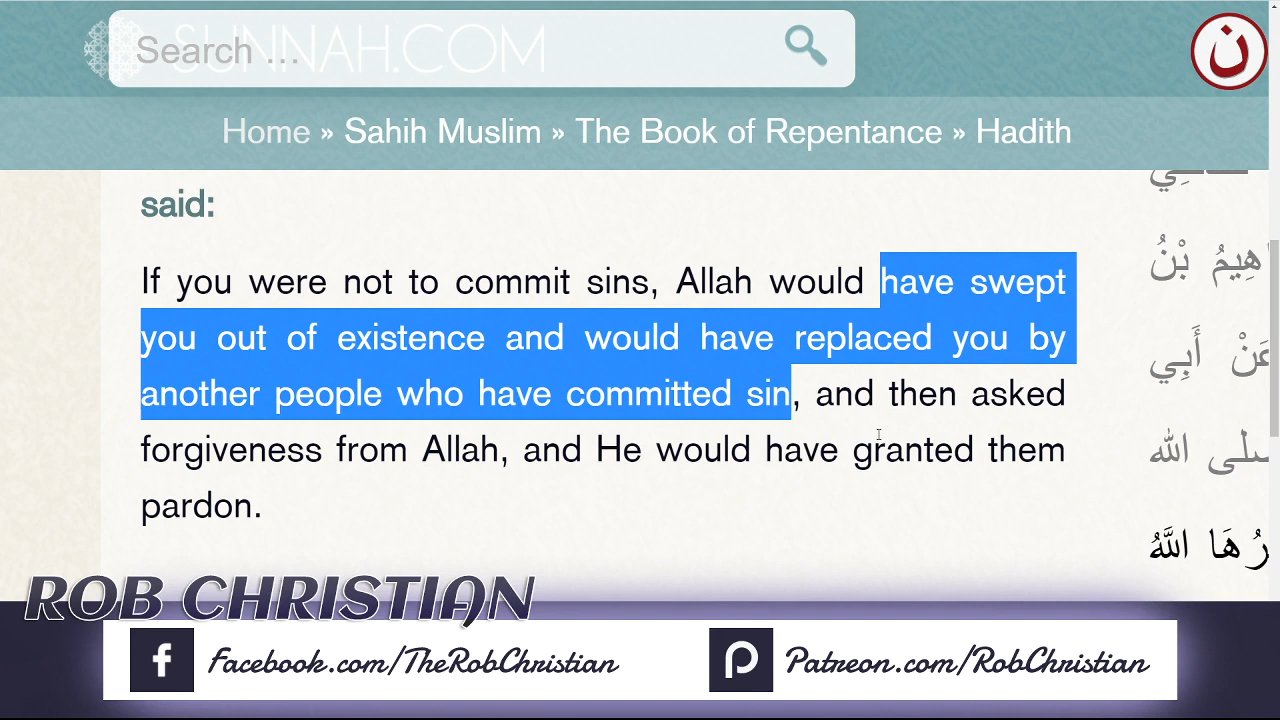 SUNNAH.COM
Search ...
ن
Home » Sahih Muslim » The Book of Repentance » Hadith
said:
If you were not to commit sins, Allah would have swept
you out of existence and would have replaced you by
another people who have committed sin, and then asked
forgiveness from Allah, and He would have granted them
pardon.
بْنُ
عَنْ أَبِي
الله
اللَّهُ
ROB CHRISTIAN
f Facebook.com/TheRobChristian
Patreon.com/RobChristian